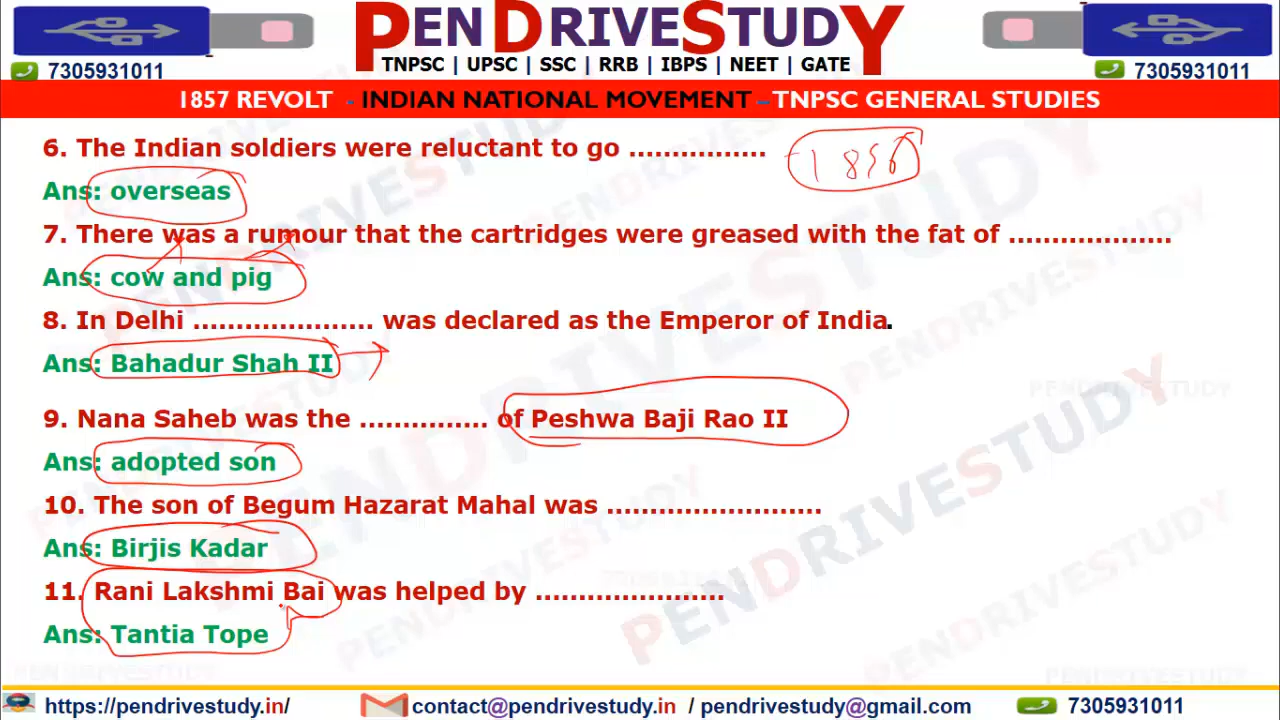 PENDRIVESTUDY
TNPSC | UPSC | SSC | RRB | IBPS | NEET | GATE
7305931011
7305931011
1857 REVOLT - INDIAN NATIONAL MOVEMENT – TNPSC GENERAL STUDIES
6. The Indian soldiers were reluctant to go ................
1856
Ans: overseas
7. There was a rumour that the cartridges were greased with the fat of ...................
Ans: cow and pig
8. In Delhi ..................... was declared as the Emperor of India.
Ans: Bahadur Shah II
9. Nana Saheb was the ............... of Peshwa Baji Rao II
Ans: adopted son
10. The son of Begum Hazarat Mahal was .........................
Ans: Birjis Kadar
11. Rani Lakshmi Bai was helped by ......................
Ans: Tantia Tope
https://pendrivestudy.in/ contact@pendrivestudy.in / pendrivestudy@gmail.com 7305931011